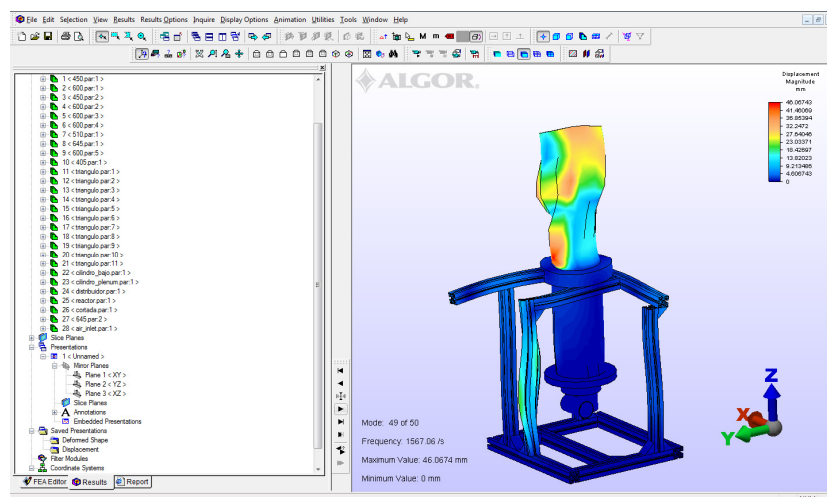 File Edit Selection View Results Results Options Inquire Display Options Animation Utilities Tools Window Help
1 < 450.par:1 >
2 < 600.par:1 >
3 < 450.par:2 >
4 < 600.par:2 >
5 < 600.par:3 >
6 < 600.par:4 >
7 < 510.par:1 >
8 < 645.par:1 >
9 < 600.par:5 >
10 < 405.par:1 >
11 < triangulo.par:1 >
12 < triangulo.par:2 >
13 < triangulo.par:3 >
14 < triangulo.par:4 >
15 < triangulo.par:5 >
16 < triangulo.par:6 >
17 < triangulo.par:7 >
18 < triangulo.par:8 >
19 < triangulo.par:9 >
20 < triangulo.par:10 >
21 < triangulo.par:11 >
22 < cilindro_bajo.par:1 >
23 < cilindro_plenum.par:1 >
24 < distribuidor.par:1 >
25 < reactor.par:1 >
26 < cortada.par:1 >
27 < 645.par:2 >
28 < air_inlet.par:1 >
Slice Planes
Presentations
1 < Unnamed >
Mirror Planes
Plane 1 < XY >
Plane 2 < YZ >
Plane 3 < XZ >
Slice Planes
Annotations
Embedded Presentations
Saved Presentations
Deformed Shape
Displacement
Filter Modules
Coordinate Systems
FEA Editor Results Report
ALGOR.
Displacement
Magnitude
mm
46.06743
41.46069
36.85394
32.2472
27.64046
23.03371
18.42697
13.82023
9.213486
4.606743
0
Mode: 49 of 50
Frequency: 1567.06 /s
Maximum Value: 46.0674 mm
Minimum Value: 0 mm
Z
X
Y